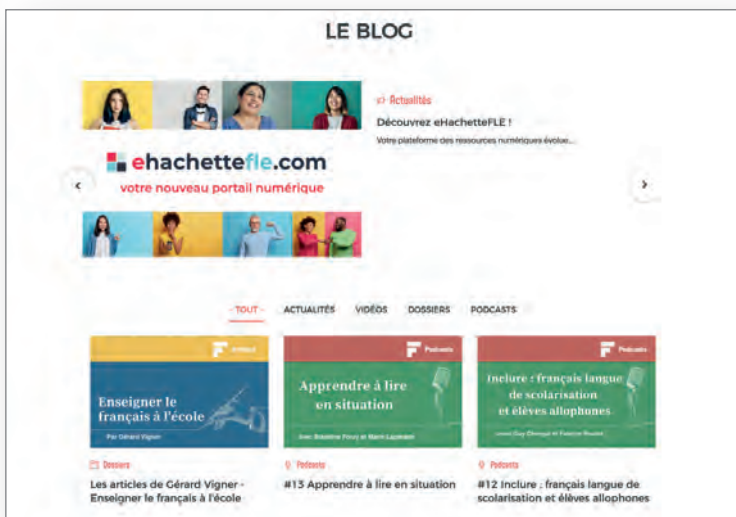 LE BLOG
ehachettefle.com
votre nouveau portail numérique
Actualités
Découvrez eHachetteFLE !
Votre plateforme des ressources numériques évolue...
- TOUT -
ACTUALITÉS
VIDÉOS
DOSSIERS
PODCASTS
Enseigner le
français à l'école
Par Gérard Vigner
Dossiers
Les articles de Gérard Vigner -
Enseigner le français à l'école
Podcasts
Apprendre à lire
en situation
Podcasts
#13 Apprendre à lire en situation
Podcasts
Inclure : français langue
de scolarisation
et élèves allophones
Podcasts
#12 Inclure : français langue de
scolarisation et élèves allophones